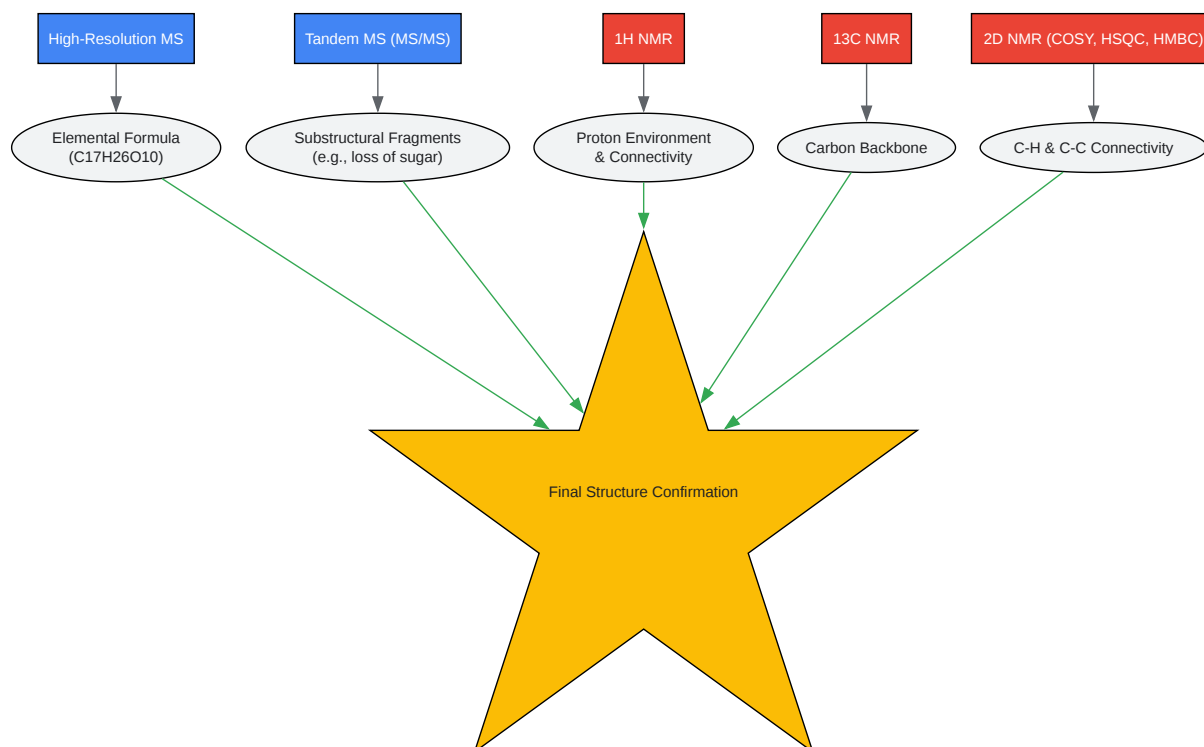 High-Resolution MS
Tandem MS (MS/MS)
1H NMR
13C NMR
2D NMR (COSY, HSQC, HMBC)
Elemental Formula
(C17H26O10)
Substructural Fragments
(e.g., loss of sugar)
Proton Environment
& Connectivity
Carbon Backbone
C-H & C-C Connectivity
Final Structure Confirmation